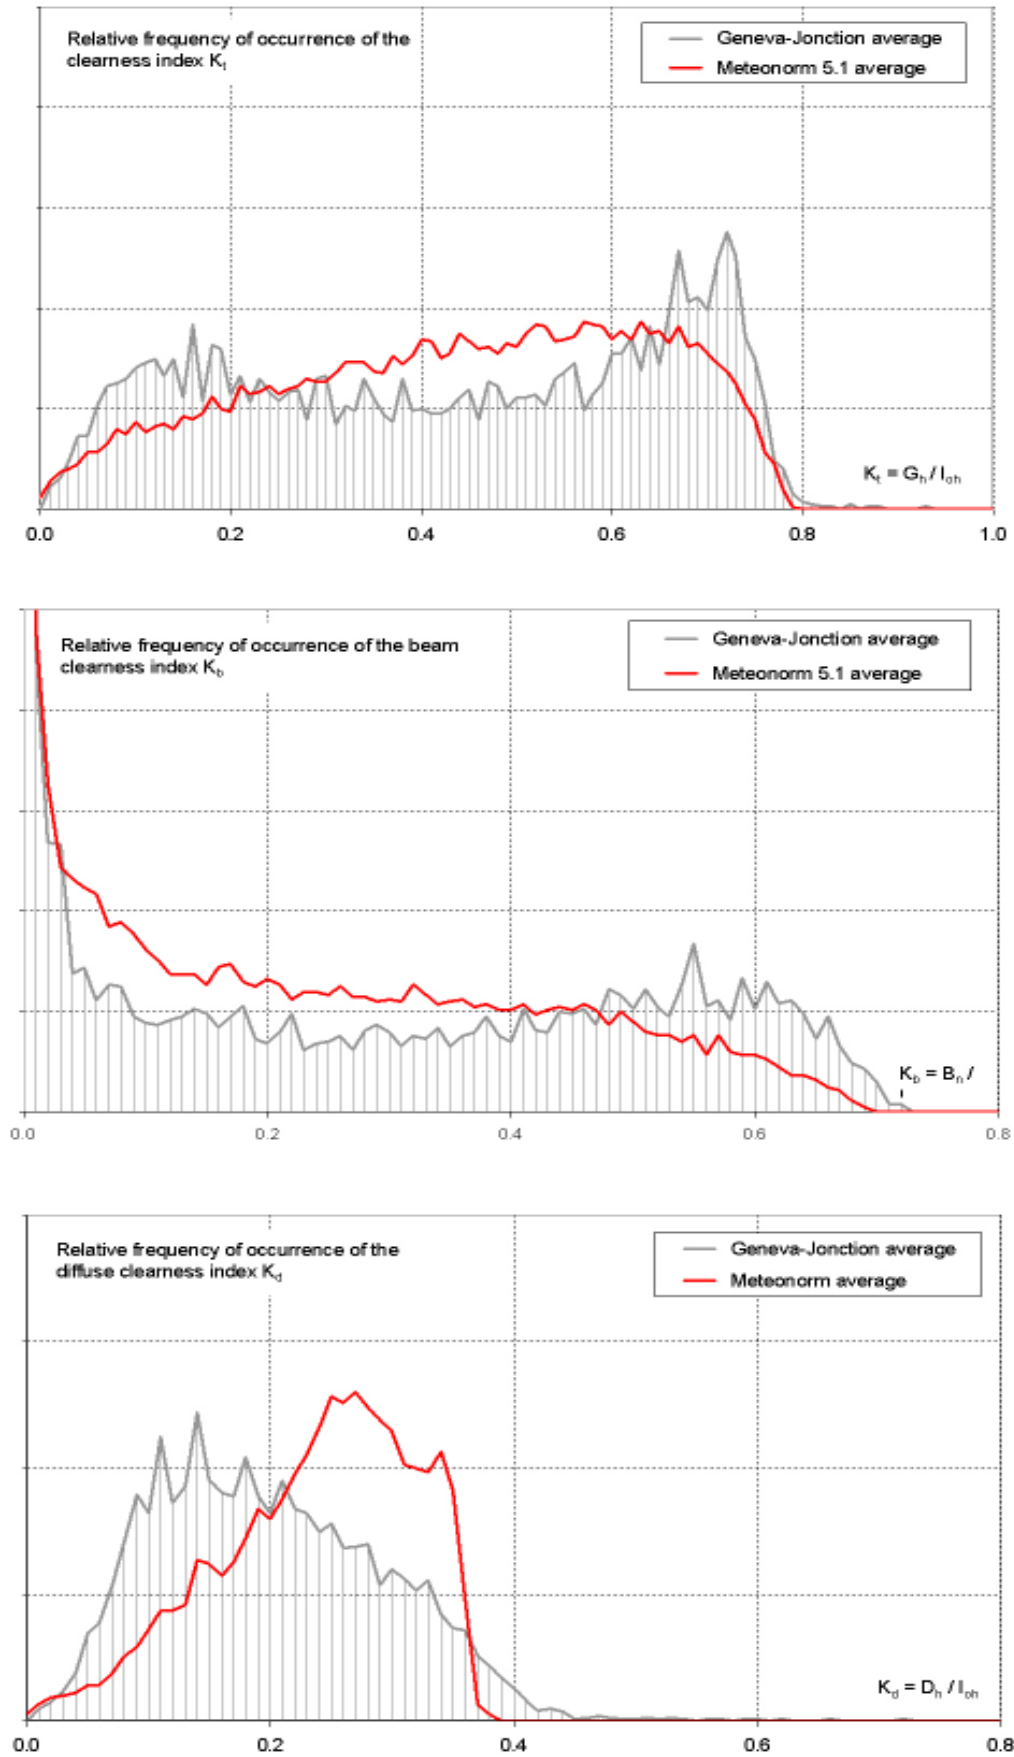 Relative frequency of occurrence of the
clearness index Kt
Geneva-Jonction average
Meteonorm 5.1 average
Kt = Gh / Ioh
0.0 0.2 0.4 0.6 0.8 1.0
Relative frequency of occurrence of the beam
clearness index Kb
Geneva-Jonction average
Meteonorm 5.1 average
Kb = Bn /
0.0 0.2 0.4 0.6 0.8
Relative frequency of occurrence of the
diffuse clearness index Kd
Geneva-Jonction average
Meteonorm average
Kd = Dh / Ioh
0.0 0.2 0.4 0.6 0.8